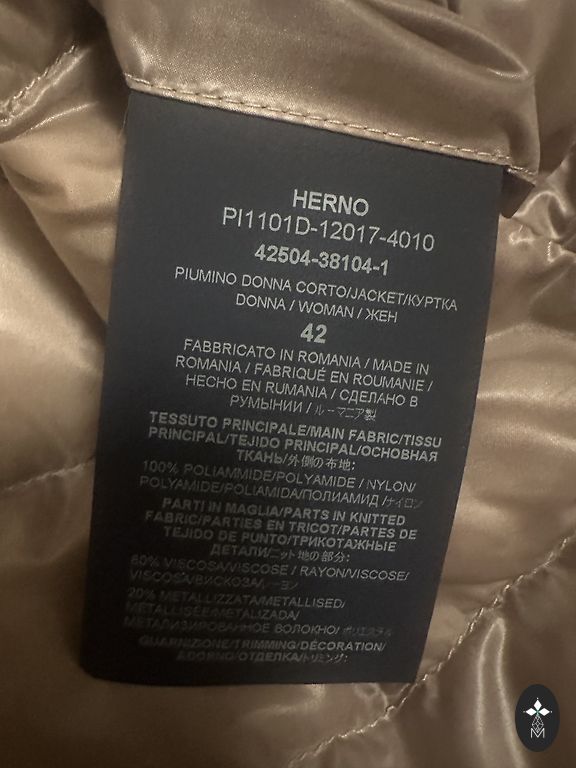 HERNO
PI1101D-12017-4010
42504-38104-1
PIUMINO DONNA CORTO/JACKET/КУРТКА
DONNA / WOMAN / ЖЕН
42
FABBRICATO IN ROMANIA / MADE IN
ROMANIA / FABRIQUÉ EN ROUMANIE /
HECHO EN RUMANIA / СДЕЛАНО В
РУМЫНИИ / ルーマニア製
TESSUTO PRINCIPALE/MAIN FABRIC/TISSU
PRINCIPAL/TEJIDO PRINCIPAL/ОСНОВНАЯ
ТКАНЬ/外側の布地:
100% POLIAMMIDE/POLYAMIDE / NYLON/
POLYAMIDE/POLIAMIDA/ПОЛИАМИД /ナイロン
PARTI IN MAGLIA/PARTS IN KNITTED
FABRIC/PARTIES EN TRICOT/PARTES DE
TEJIDO DE PUNTO/ТРИКОТАЖНЫЕ
ДЕТАЛИ/ニット地の部分:
VISCOSA/VISCOSE / RAYON/VISCOSE/
VISCOSA/ВИСКОЗА/レーヨン
20% METALLIZZATA/METALLISED/
METALLISÉE/METALIZADA/
МЕТАЛИЗИРОВАННОЕ ВОЛОКНО/
GUARNIZIONE/TRIMMING/DÉCORATION/
ADORNO/ОТДЕЛКА/トリミング:
M